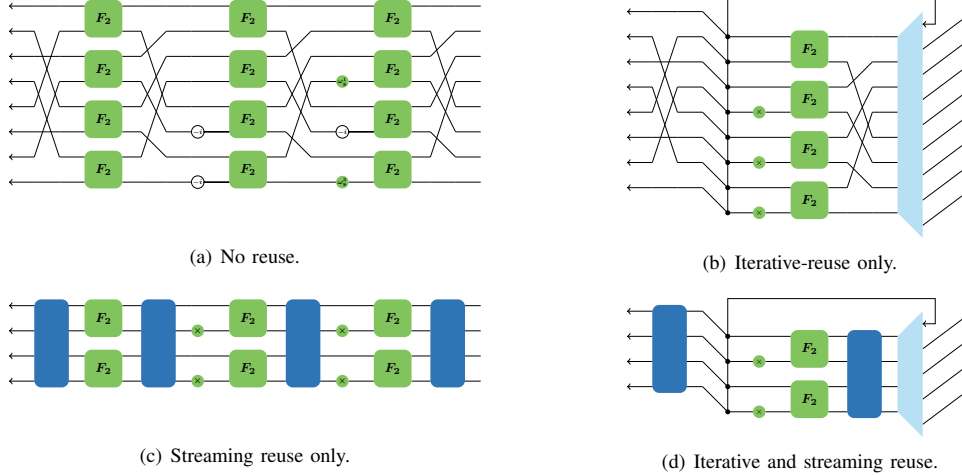 F₂ F₂ F₂
F₂
F₂ F₂ F₂
F₂
F₂ F₂ F₂
−i −i
F₂
F₂ F₂ F₂
F₂
(a) No reuse.
(b) Iterative-reuse only.
F₂ F₂ F₂
F₂
F₂ F₂ F₂
F₂
(c) Streaming reuse only.
(d) Iterative and streaming reuse.